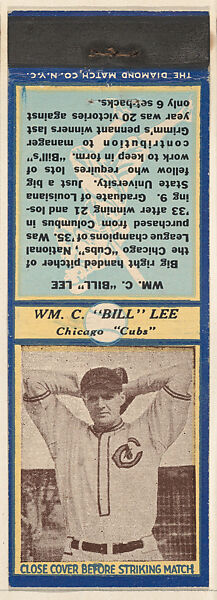 THE DIAMOND MATCH CO. N.Y.C.
WM. C. "BILL" LEE
Big right handed pitcher of
the Chicago "Cubs," National
League champions of '35. Was
purchased from Columbus in
'33 after winning 21 and los-
ing 9. Graduate of Louisiana
State University. Just a big
fellow who requires lots of
work to keep in form. "Bill's"
contribution to manager
Grimm's pennant winners last
year was 20 victories against
only 6 setbacks.
WM. C. "BILL" LEE
Chicago "Cubs"
C
CLOSE COVER BEFORE STRIKING MATCH